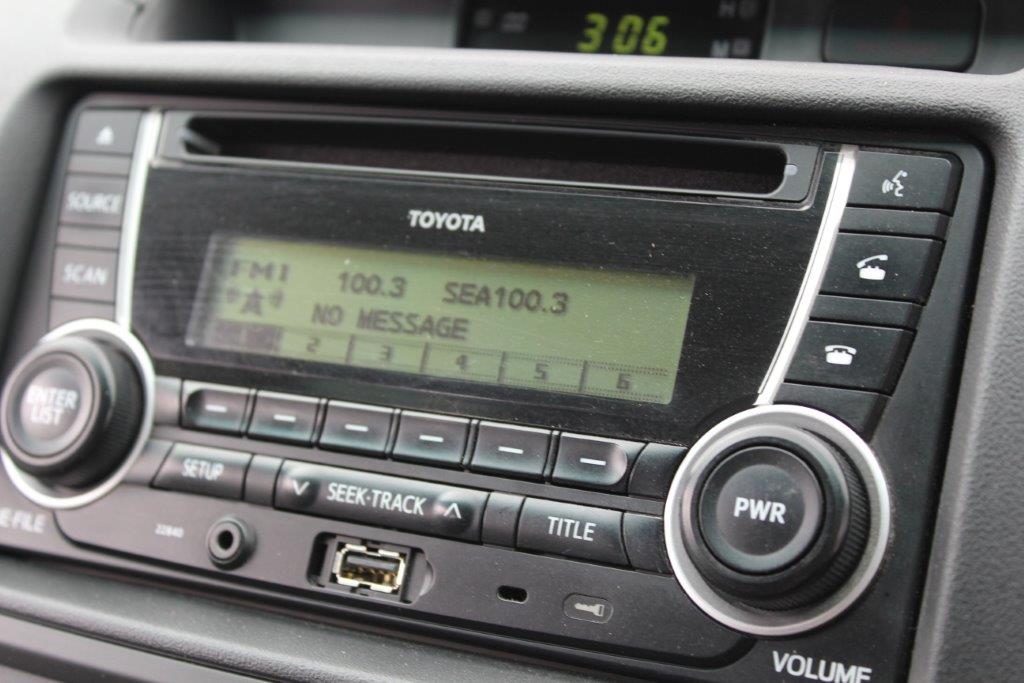 306
H
M
SOURCE
TOYOTA
SCAN
FM1 100.3 SEA100.3
NO MESSAGE
2 3 4 5 6
ENTER
LIST
SETUP
SEEK·TRACK
TITLE
PWR
E-FILE
22840
VOLUME